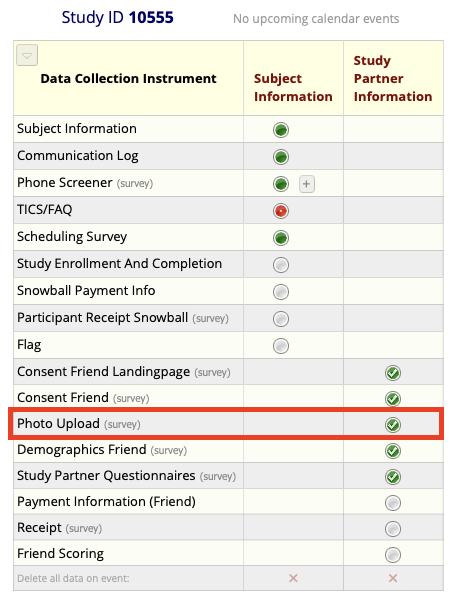 Study ID 10555 No upcoming calendar events
Data Collection Instrument Subject Information Study Partner Information
Subject Information
Communication Log
Phone Screener (survey) +
TICS/FAQ
Scheduling Survey
Study Enrollment And Completion
Snowball Payment Info
Participant Receipt Snowball (survey)
Flag
Consent Friend Landingpage (survey)
Consent Friend (survey)
Photo Upload (survey)
Demographics Friend (survey)
Study Partner Questionnaires (survey)
Payment Information (Friend)
Receipt (survey)
Friend Scoring
Delete all data on event: